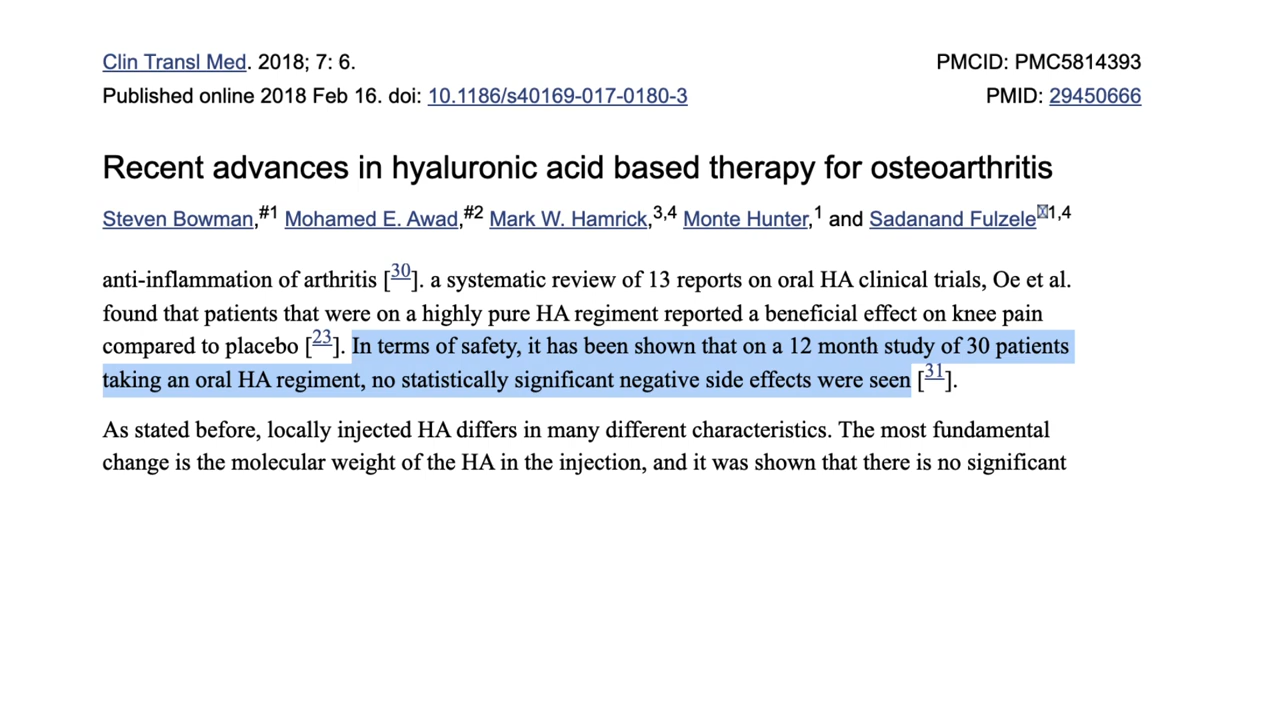 Clin Transl Med. 2018; 7: 6.
PMCID: PMC5814393
Published online 2018 Feb 16. doi: 10.1186/s40169-017-0180-3
PMID: 29450666
Recent advances in hyaluronic acid based therapy for osteoarthritis
Steven Bowman,#1 Mohamed E. Awad,#2 Mark W. Hamrick,3,4 Monte Hunter,1 and Sadanand Fulzele1,4
anti-inflammation of arthritis [30]. a systematic review of 13 reports on oral HA clinical trials, Oe et al.
found that patients that were on a highly pure HA regiment reported a beneficial effect on knee pain
compared to placebo [23]. In terms of safety, it has been shown that on a 12 month study of 30 patients
taking an oral HA regiment, no statistically significant negative side effects were seen [31].
As stated before, locally injected HA differs in many different characteristics. The most fundamental
change is the molecular weight of the HA in the injection, and it was shown that there is no significant